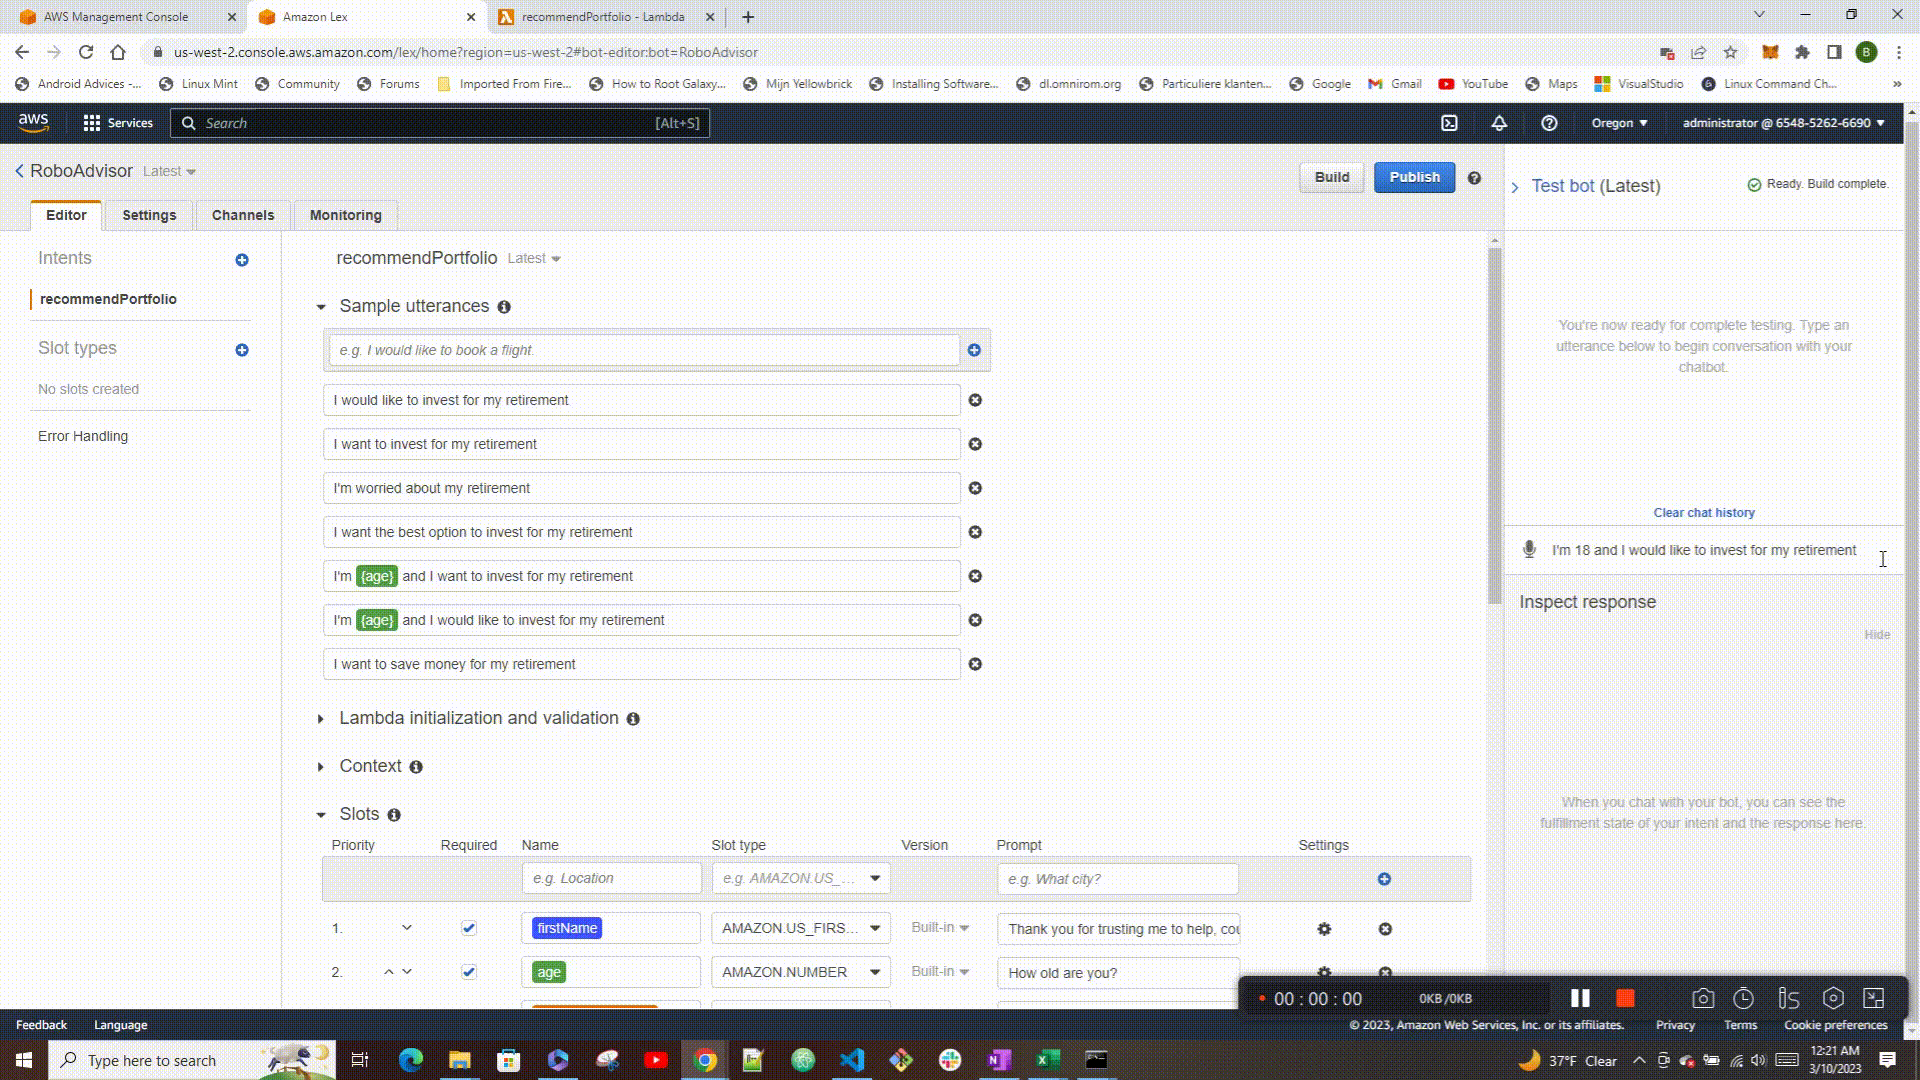 AWS Management Console
Amazon Lex
recommendPortfolio - Lambda
us-west-2.console.aws.amazon.com/lex/home?region=us-west-2#bot-editor:bot=RoboAdvisor
B
Android Advices -...
Linux Mint
Community
Forums
Imported From Fire...
How to Root Galaxy...
Mijn Yellowbrick
Installing Software...
dl.omnirom.org
Particuliere klanten...
Google
Gmail
YouTube
Maps
VisualStudio
Linux Command Ch...
aws
Services
Search
[Alt+S]
Oregon
administrator @ 6548-5262-6690
RoboAdvisor Latest
Build
Publish
Test bot (Latest)
Ready. Build complete.
Editor
Settings
Channels
Monitoring
Intents
recommendPortfolio
Slot types
No slots created
Error Handling
recommendPortfolio Latest
Sample utterances
e.g. I would like to book a flight.
I would like to invest for my retirement
I want to invest for my retirement
I'm worried about my retirement
I want the best option to invest for my retirement
I'm {age} and I want to invest for my retirement
I'm {age} and I would like to invest for my retirement
I want to save money for my retirement
Lambda initialization and validation
Context
Slots
Priority Required Name Slot type Version Prompt Settings
e.g. Location e.g. AMAZON.US_... e.g. What city?
1. firstName AMAZON.US_FIRS... Built-in Thank you for trusting me to help, cou
2. age AMAZON.NUMBER Built-in How old are you?
You're now ready for complete testing. Type an
utterance below to begin conversation with your
chatbot.
Clear chat history
I'm 18 and I would like to invest for my retirement
Inspect response
Hide
When you chat with your bot, you can see the
fulfillment state of your intent and the response here.
00 : 00 : 00
0KB /0KB
Feedback
Language
© 2023, Amazon Web Services, Inc. or its affiliates.
Privacy
Terms
Cookie preferences
Type here to search
37°F Clear
12:21 AM
3/10/2023